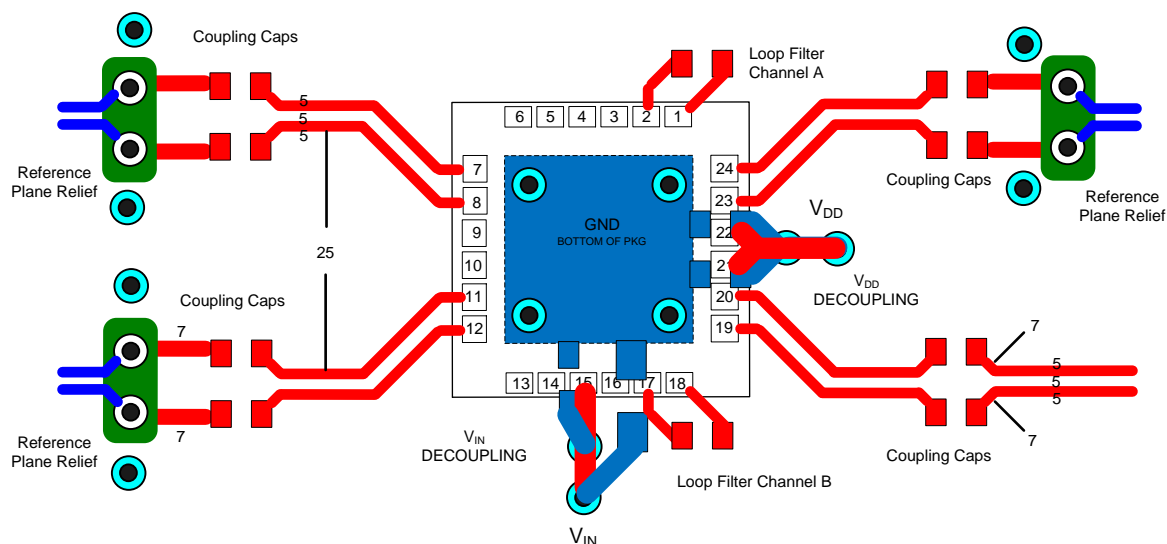 Coupling Caps
Loop Filter
Channel A
5
5
5
6 5 4 3 2 1
7
8
9
10
11
12
24
23
22
21
20
19
GND
BOTTOM OF PKG
Reference
Plane Relief
Coupling Caps
Reference
Plane Relief
VDD
VDD
DECOUPLING
25
Coupling Caps
7
7
Reference
Plane Relief
13 14 15 16 17 18
VIN
DECOUPLING
VIN
Loop Filter Channel B
7
5
5
5
7
Coupling Caps